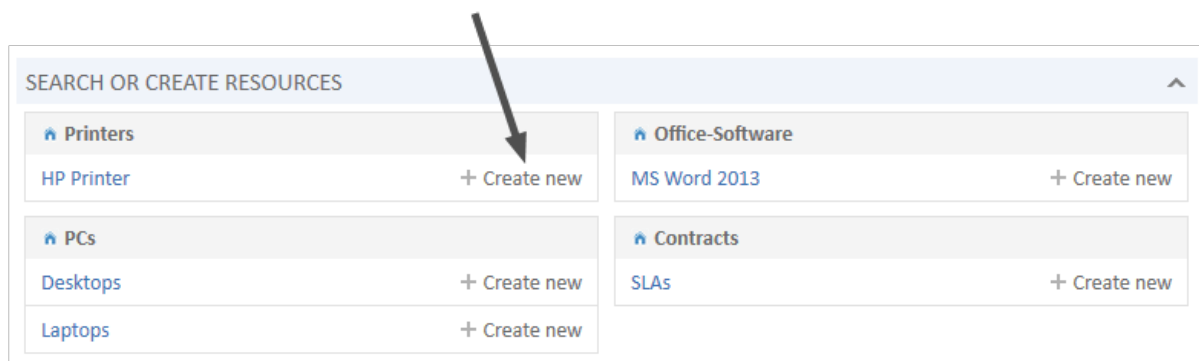 SEARCH OR CREATE RESOURCES
Printers
HP Printer + Create new
Office-Software
MS Word 2013 + Create new
PCs
Desktops + Create new
Laptops + Create new
Contracts
SLAs + Create new